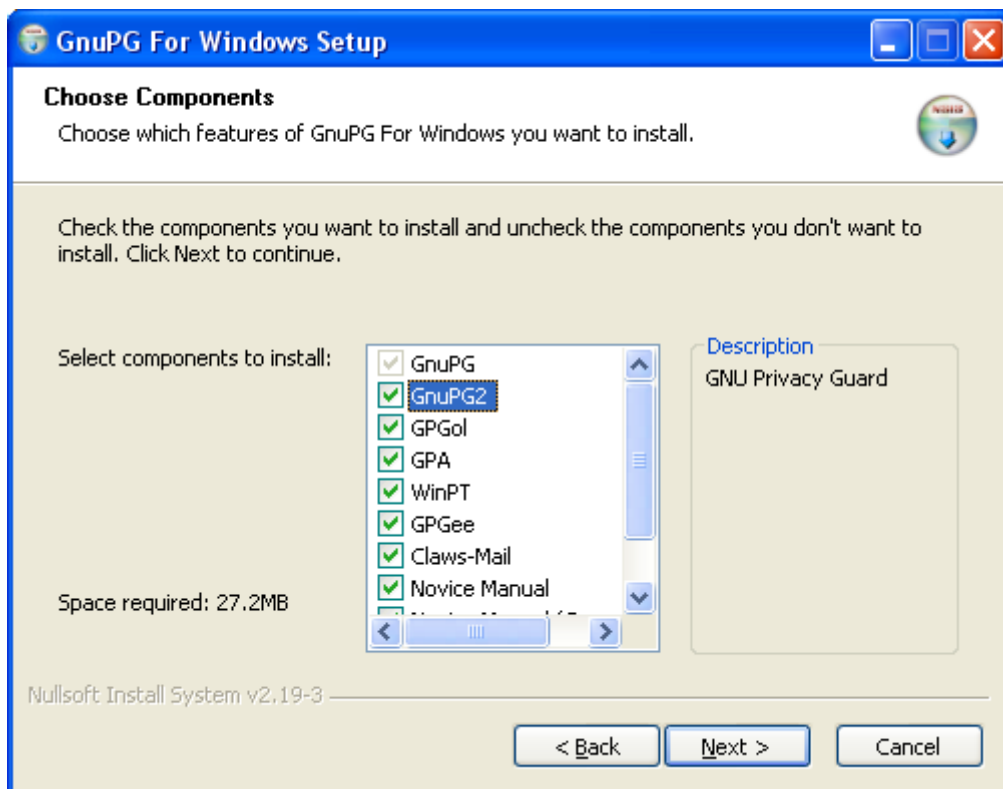 GnuPG For Windows Setup
Choose Components
Choose which features of GnuPG For Windows you want to install.
Check the components you want to install and uncheck the components you don't want to
install. Click Next to continue.
Select components to install:
GnuPG
GnuPG2
GPGol
GPA
WinPT
GPGee
Claws-Mail
Novice Manual
Description
GNU Privacy Guard
Space required: 27.2MB
Nullsoft Install System v2.19-3
< Back
Next >
Cancel